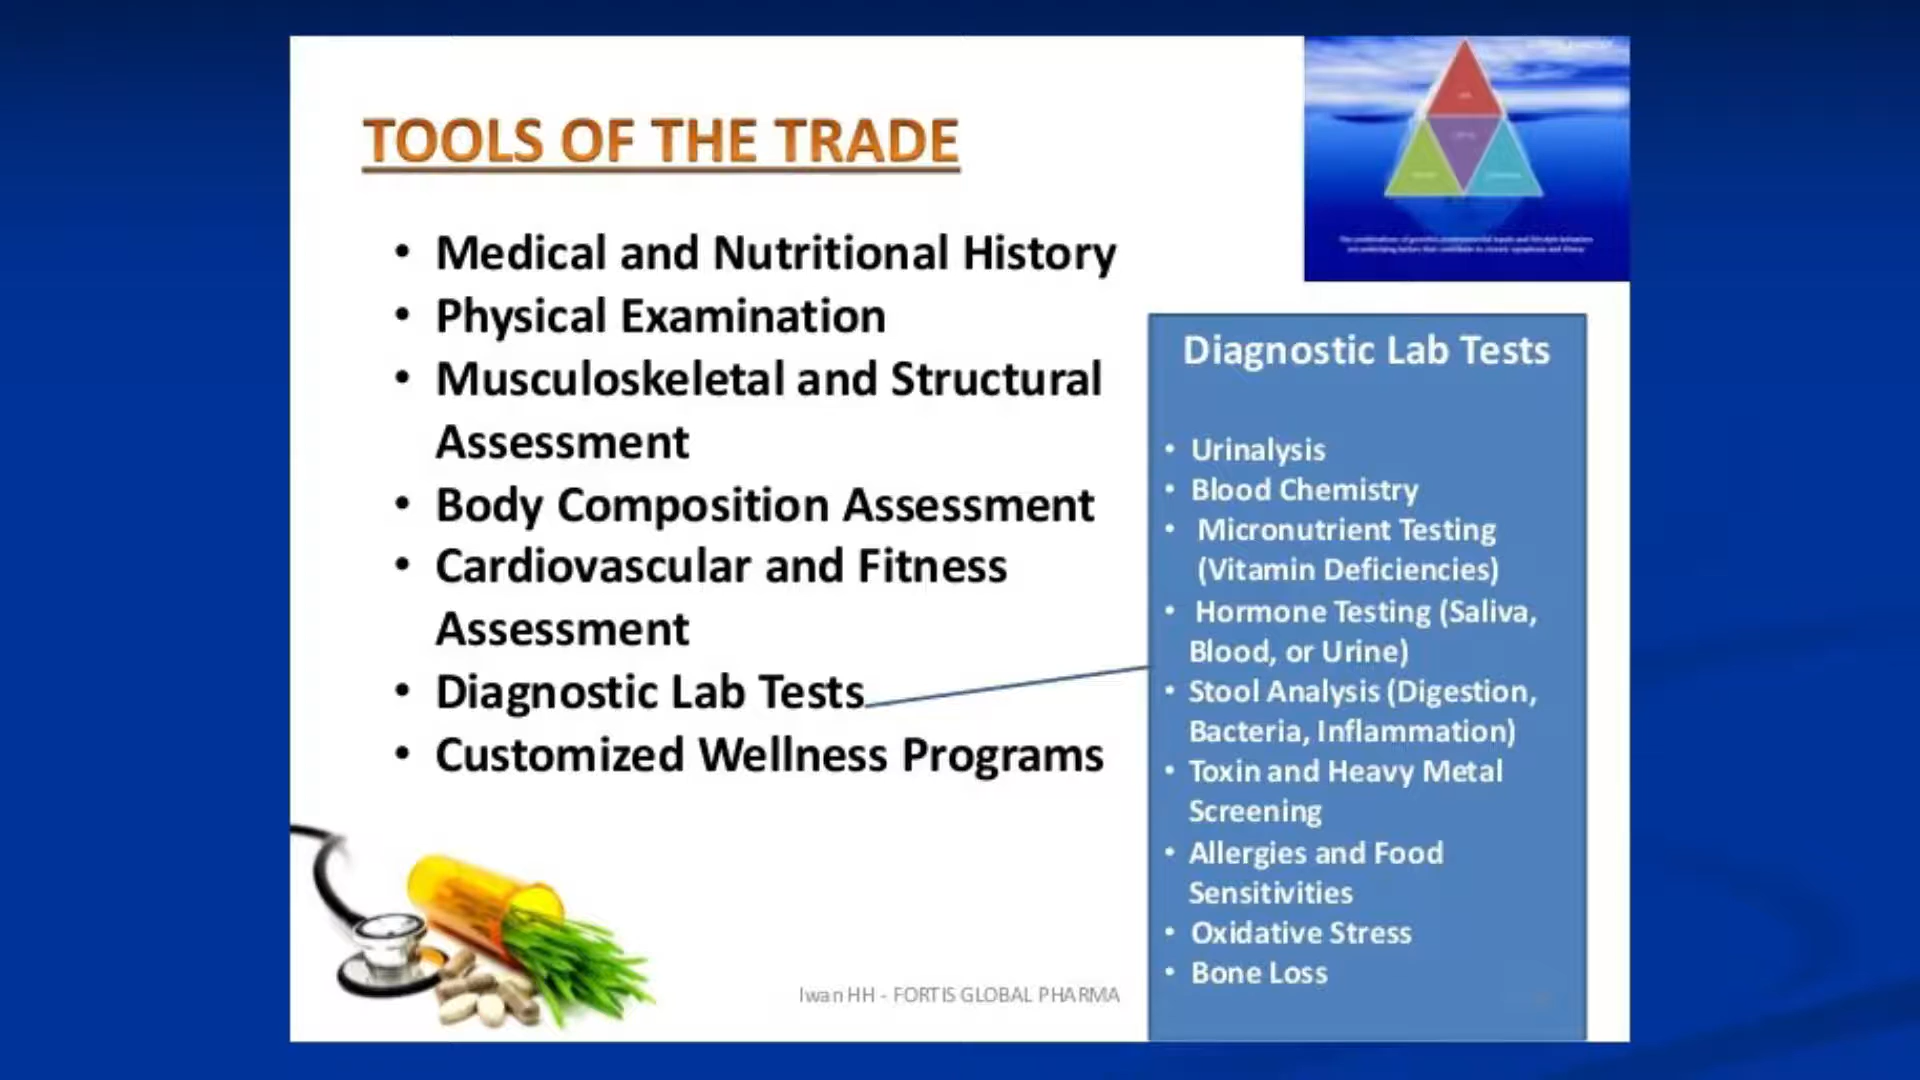 TOOLS OF THE TRADE
• Medical and Nutritional History
• Physical Examination
• Musculoskeletal and Structural
Assessment
• Body Composition Assessment
• Cardiovascular and Fitness
Assessment
• Diagnostic Lab Tests
• Customized Wellness Programs
Iwan HH - FORTIS GLOBAL PHARMA
Diagnostic Lab Tests
• Urinalysis
• Blood Chemistry
• Micronutrient Testing
(Vitamin Deficiencies)
• Hormone Testing (Saliva,
Blood, or Urine)
• Stool Analysis (Digestion,
Bacteria, Inflammation)
• Toxin and Heavy Metal
Screening
• Allergies and Food
Sensitivities
• Oxidative Stress
• Bone Loss